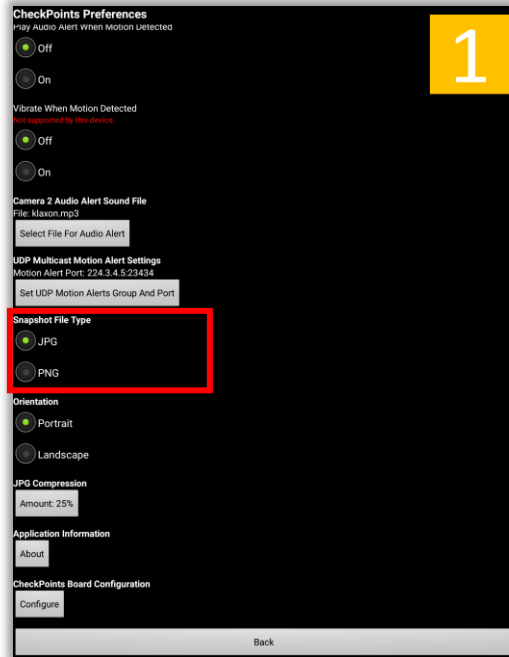 CheckPoints Preferences
1
Play Audio Alert When Motion Detected
Off
On
Vibrate When Motion Detected
Not supported by this device
Off
On
Camera 2 Audio Alert Sound File
File: klaxon.mp3
Select File For Audio Alert
UDP Multicast Motion Alert Settings
Motion Alert Port: 224.3.4.5:23434
Set UDP Motion Alerts Group And Port
Snapshot File Type
JPG
PNG
Orientation
Portrait
Landscape
JPG Compression
Amount: 25%
Application Information
About
CheckPoints Board Configuration
Configure
Back